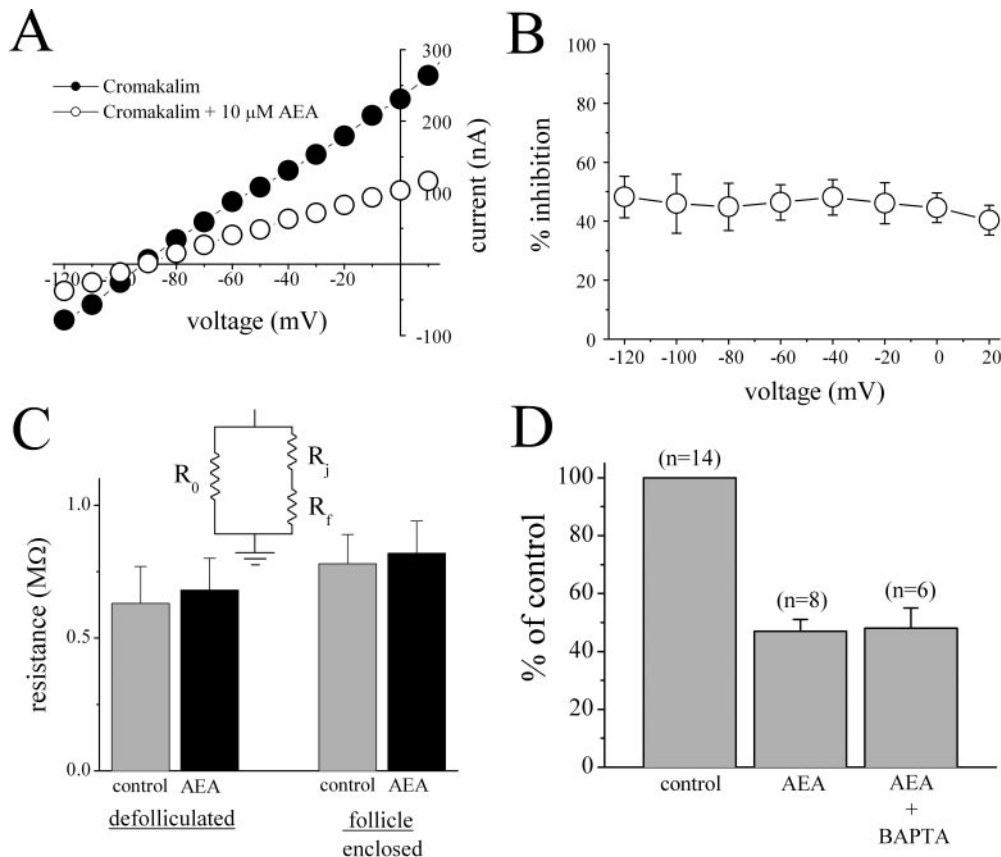 A
Cromakalim
Cromakalim + 10 μM AEA
300
200
100
-100
current (nA)
-120 -80 -60 -40 -20
voltage (mV)
B
100
80
60
40
20
0
% inhibition
-120 -100 -80 -60 -40 -20 0 20
voltage (mV)
C
R0
Rj
Rf
1.0
0.5
0.0
resistance (MΩ)
control AEA control AEA
defolliculated
follicle
enclosed
D
100
80
60
40
20
0
% of control
(n=14)
(n=8)
(n=6)
control AEA AEA
+
BAPTA